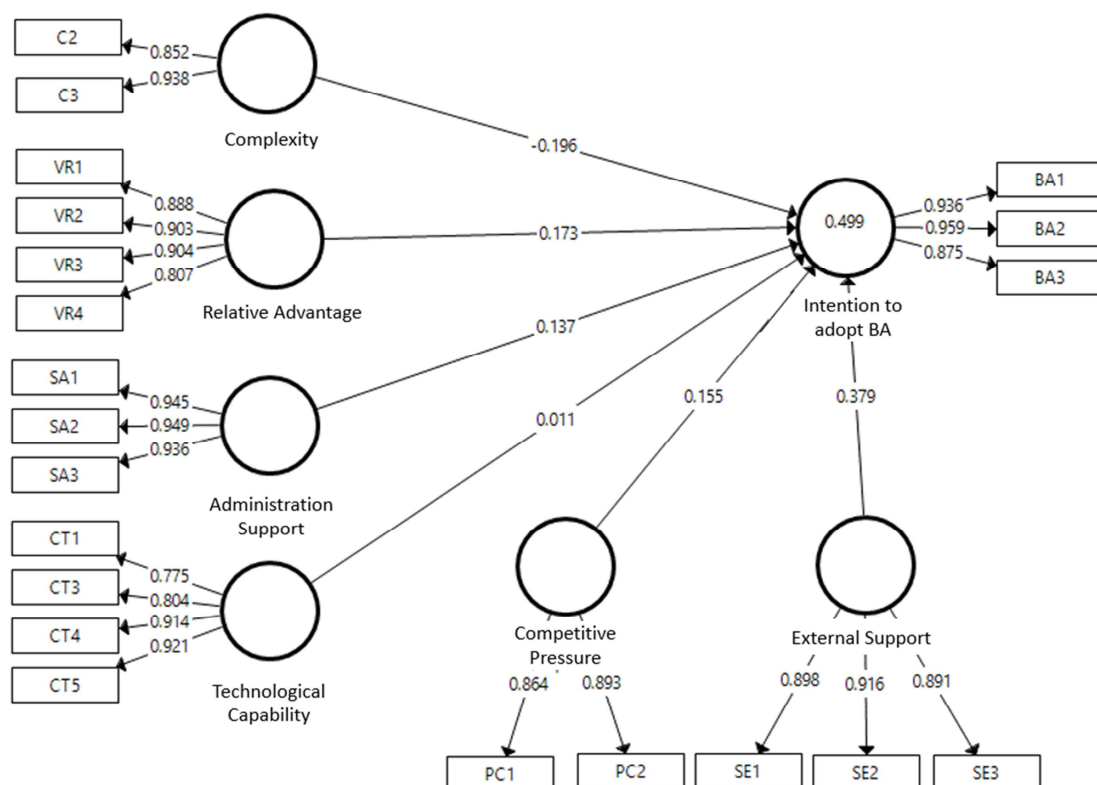 C2
0.852
C3
0.938
Complexity
-0.196
VR1
0.888
VR2
0.903
VR3
0.904
VR4
0.807
Relative Advantage
0.173
0.499
Intention to
adopt BA
0.936
BA1
0.959
BA2
0.875
BA3
SA1
0.945
SA2
0.949
SA3
0.936
Administration
Support
0.137
CT1
0.775
CT3
0.804
CT4
0.914
CT5
0.921
Technological
Capability
0.011
0.155
0.379
Competitive
Pressure
0.864
0.893
PC1
PC2
External Support
0.898
0.916
0.891
SE1
SE2
SE3